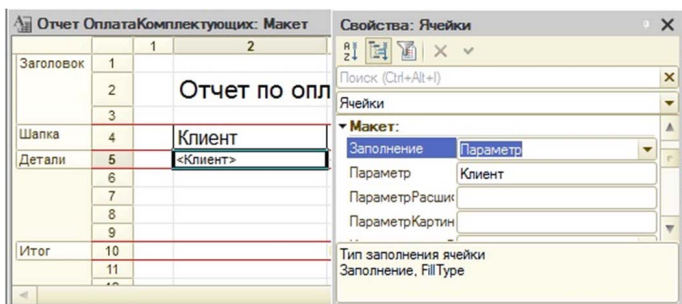 Отчет ОплатаКомплектующих: Макет
1 2
Заголовок 1
2 Отчет по опл
3
Шапка 4 Клиент
Детали 5 <Клиент>
6
7
8
9
Итог 10
11
Свойства: Ячейки
Поиск (Ctrl+Alt+I)
Ячейки
Макет:
Заполнение Параметр
Параметр Клиент
ПараметрРасши
ПараметрКартин
Тип заполнения ячейки
Заполнение, FillType